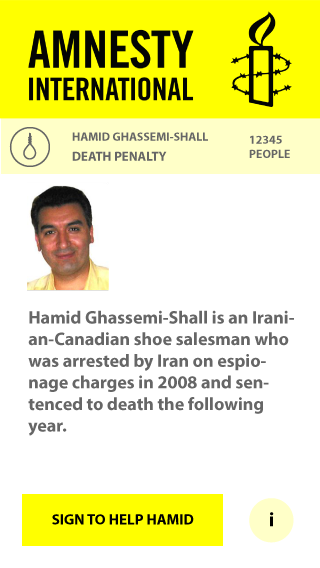 AMNESTY
INTERNATIONAL
HAMID GHASSEMI-SHALL
DEATH PENALTY
12345
PEOPLE
Hamid Ghassemi-Shall is an Irani-
an-Canadian shoe salesman who
was arrested by Iran on espio-
nage charges in 2008 and sen-
tenced to death the following
year.
SIGN TO HELP HAMID
i